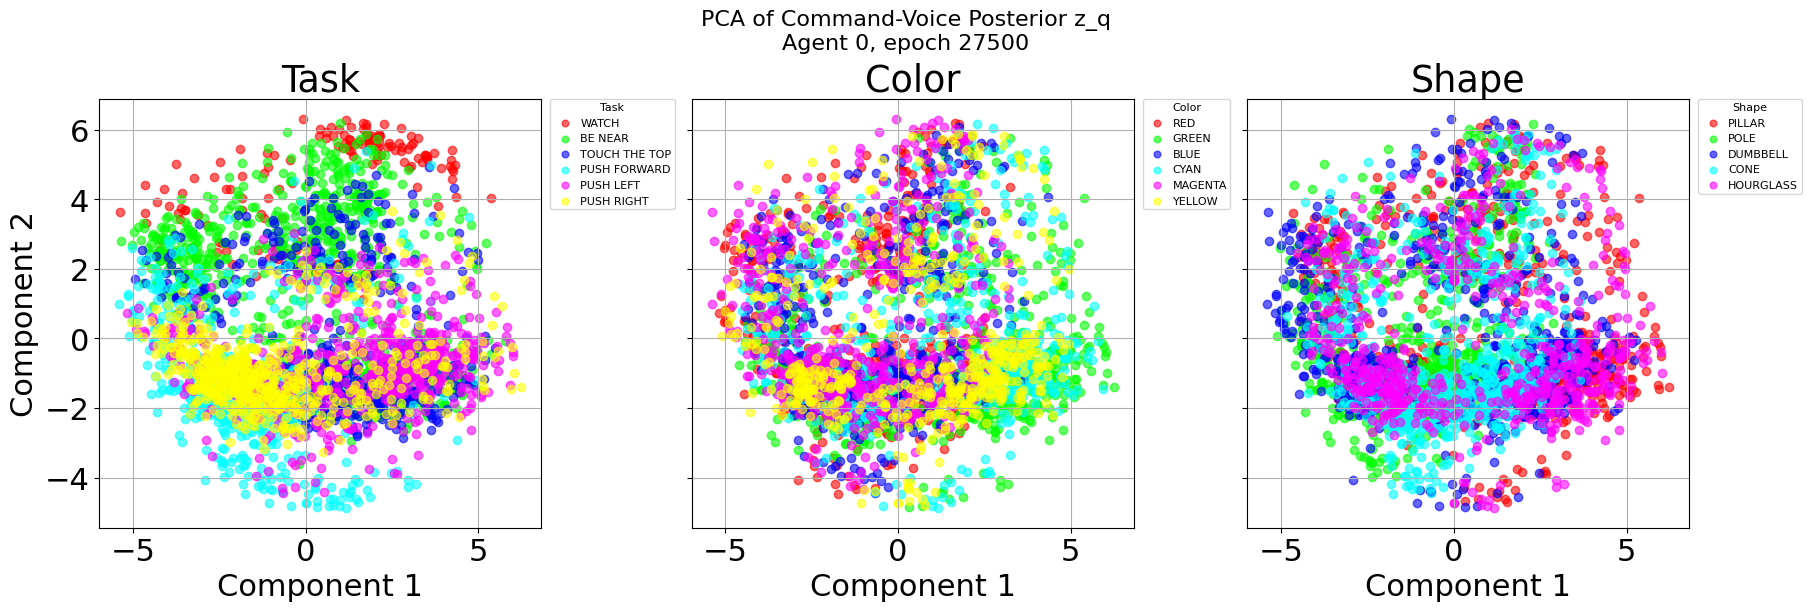 PCA of Command-Voice Posterior z_q
Agent 0, epoch 27500
Task
Color
Shape
Task
WATCH
BE NEAR
TOUCH THE TOP
PUSH FORWARD
PUSH LEFT
PUSH RIGHT
Color
RED
GREEN
BLUE
CYAN
MAGENTA
YELLOW
Shape
PILLAR
POLE
DUMBBELL
CONE
HOURGLASS
Component 2
6
4
2
0
−2
−4
−5 0 5
−5 0 5
−5 0 5
Component 1
Component 1
Component 1